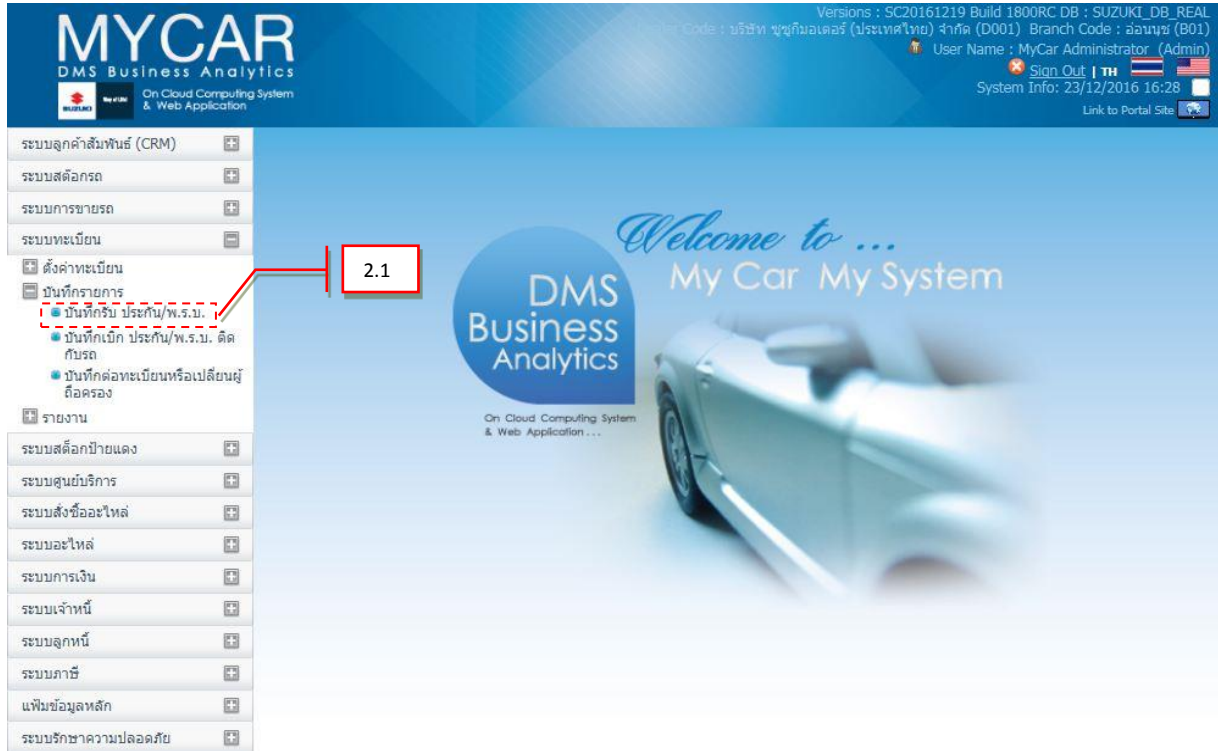 MYCAR
DMS Business Analytics
On Cloud Computing System
& Web Application
SUZUKI
Way of Life!
Versions : SC20161219 Build 1800RC DB : SUZUKI_DB_REAL
Code : บริษัท ซูซูกิมอเตอร์ (ประเทศไทย) จำกัด (D001) Branch Code : อ่อนนุช (B01)
User Name : MyCar Administrator (Admin)
Sign Out | TH
System Info: 23/12/2016 16:28
Link to Portal Site
ระบบลูกค้าสัมพันธ์ (CRM)
ระบบสต๊อกรถ
ระบบการขายรถ
ระบบทะเบียน
ตั้งค่าทะเบียน
บันทึกรายการ
บันทึกรับ ประกัน/พ.ร.บ.
บันทึกเบิก ประกัน/พ.ร.บ. ติด
กับรถ
บันทึกต่อทะเบียนหรือเปลี่ยนผู้
ถือครอง
รายงาน
ระบบสต็อกป้ายแดง
ระบบศูนย์บริการ
ระบบสั่งซื้ออะไหล่
ระบบอะไหล่
ระบบการเงิน
ระบบเจ้าหนี้
ระบบลูกหนี้
ระบบภาษี
แฟ้มข้อมูลหลัก
ระบบรักษาความปลอดภัย
2.1
Welcome to ...
My Car My System
DMS
Business
Analytics
On Cloud Computing System
& Web Application ...